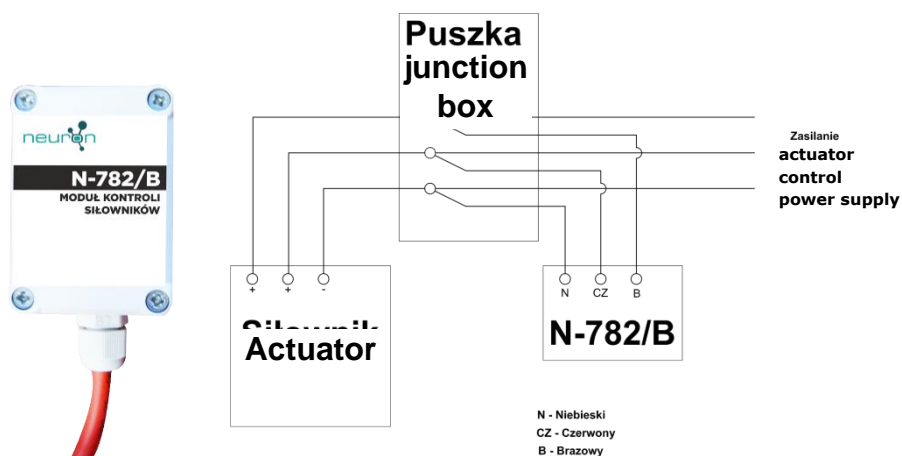 neuron
N-782/B
MODUŁ KONTROLI
SIŁOWNIKÓW
Puszka
junction
box
Zasilanie
actuator
control
power supply
+ + -
Actuator
N CZ B
N-782/B
N - Niebieski
CZ - Czerwony
B - Brazowy